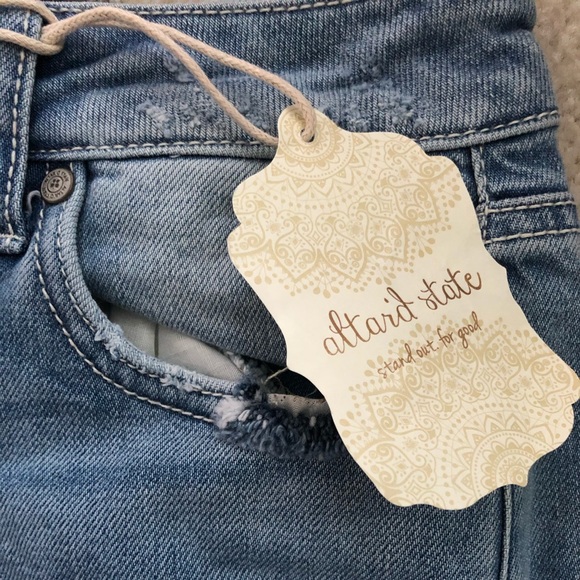 altar'd state
stand out. for good.